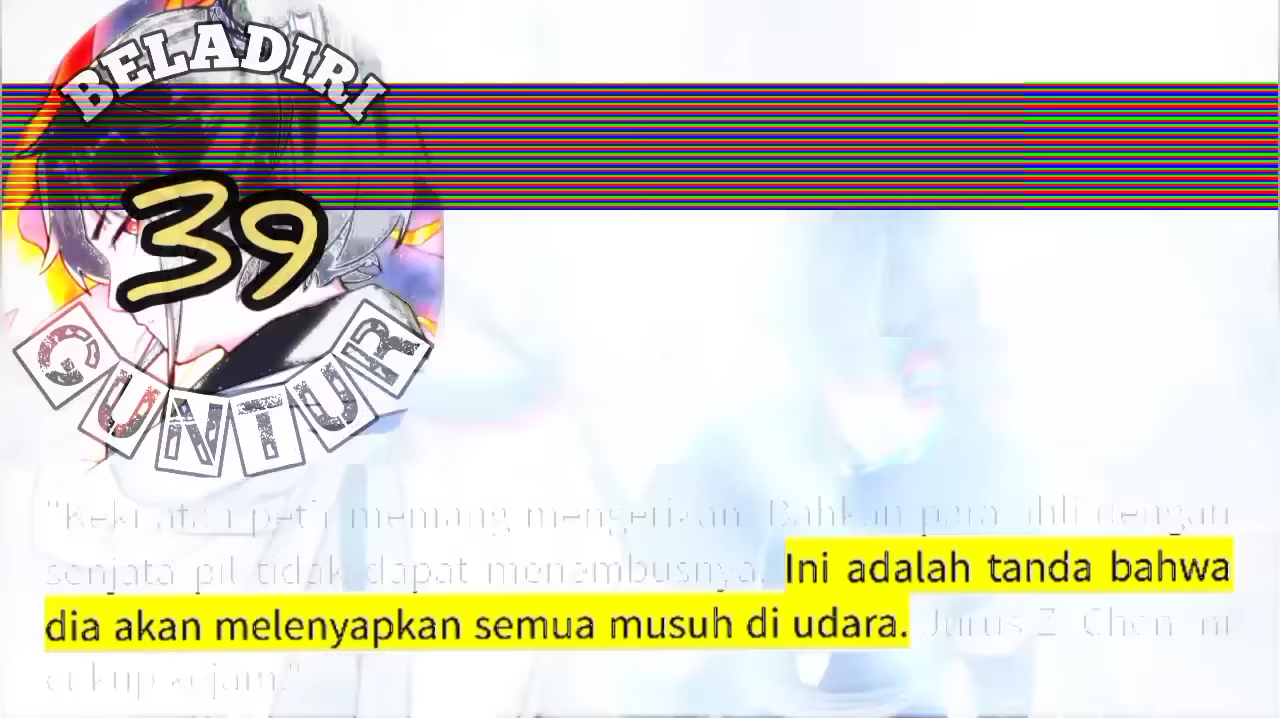 BELADIRI
39
GUNTUR
"Kekuatan petir memang mengerikan. Bahkan para ahli dengan
senjata pil tidak dapat menembusnya. Ini adalah tanda bahwa
dia akan melenyapkan semua musuh di udara. Jurus Z Chen ini
cukup kejam."